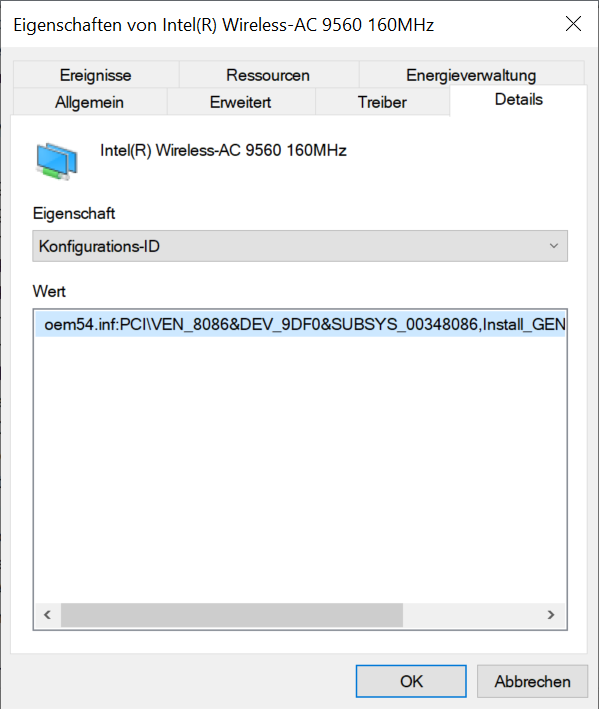 Eigenschaften von Intel(R) Wireless-AC 9560 160MHz
Ereignisse Ressourcen Energieverwaltung
Allgemein Erweitert Treiber Details
Intel(R) Wireless-AC 9560 160MHz
Eigenschaft
Konfigurations-ID
Wert
oem54.inf:PCI\VEN_8086&DEV_9DF0&SUBSYS_00348086,Install_GEN
OK Abbrechen